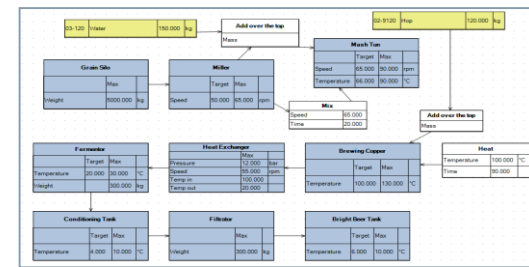 03-120 Water 150.000 kg
02-5120 Hop 120.000 kg
Add over the top
Mass
Mash Tun
Target Max
Speed 65.000 90.000 rpm
Temperature 66.000 90.000 °C
Grain Silo
Max
Weight 5000.000 kg
Miller
Target Max
Speed 50.000 65.000 rpm
Mix
Speed 65.000
Time 20.000
Add over the top
Mass
Fermentor
Target Max
Temperature 20.000 30.000 °C
Weight 300.000 kg
Heat Exchanger
Max
Pressure 12.000 bar
Speed 55.000 rpm
Temp in 100.000
Temp out 20.000
Brewing Copper
Target Max
Temperature 100.000 130.000 °C
Heat
Temperature 100.000 °C
Time 90.000
Conditioning Tank
Target Max
Temperature 4.000 10.000 °C
Filtrator
Max
Weight 300.000 kg
Bright Beer Tank
Target Max
Temperature 6.000 10.000 °C